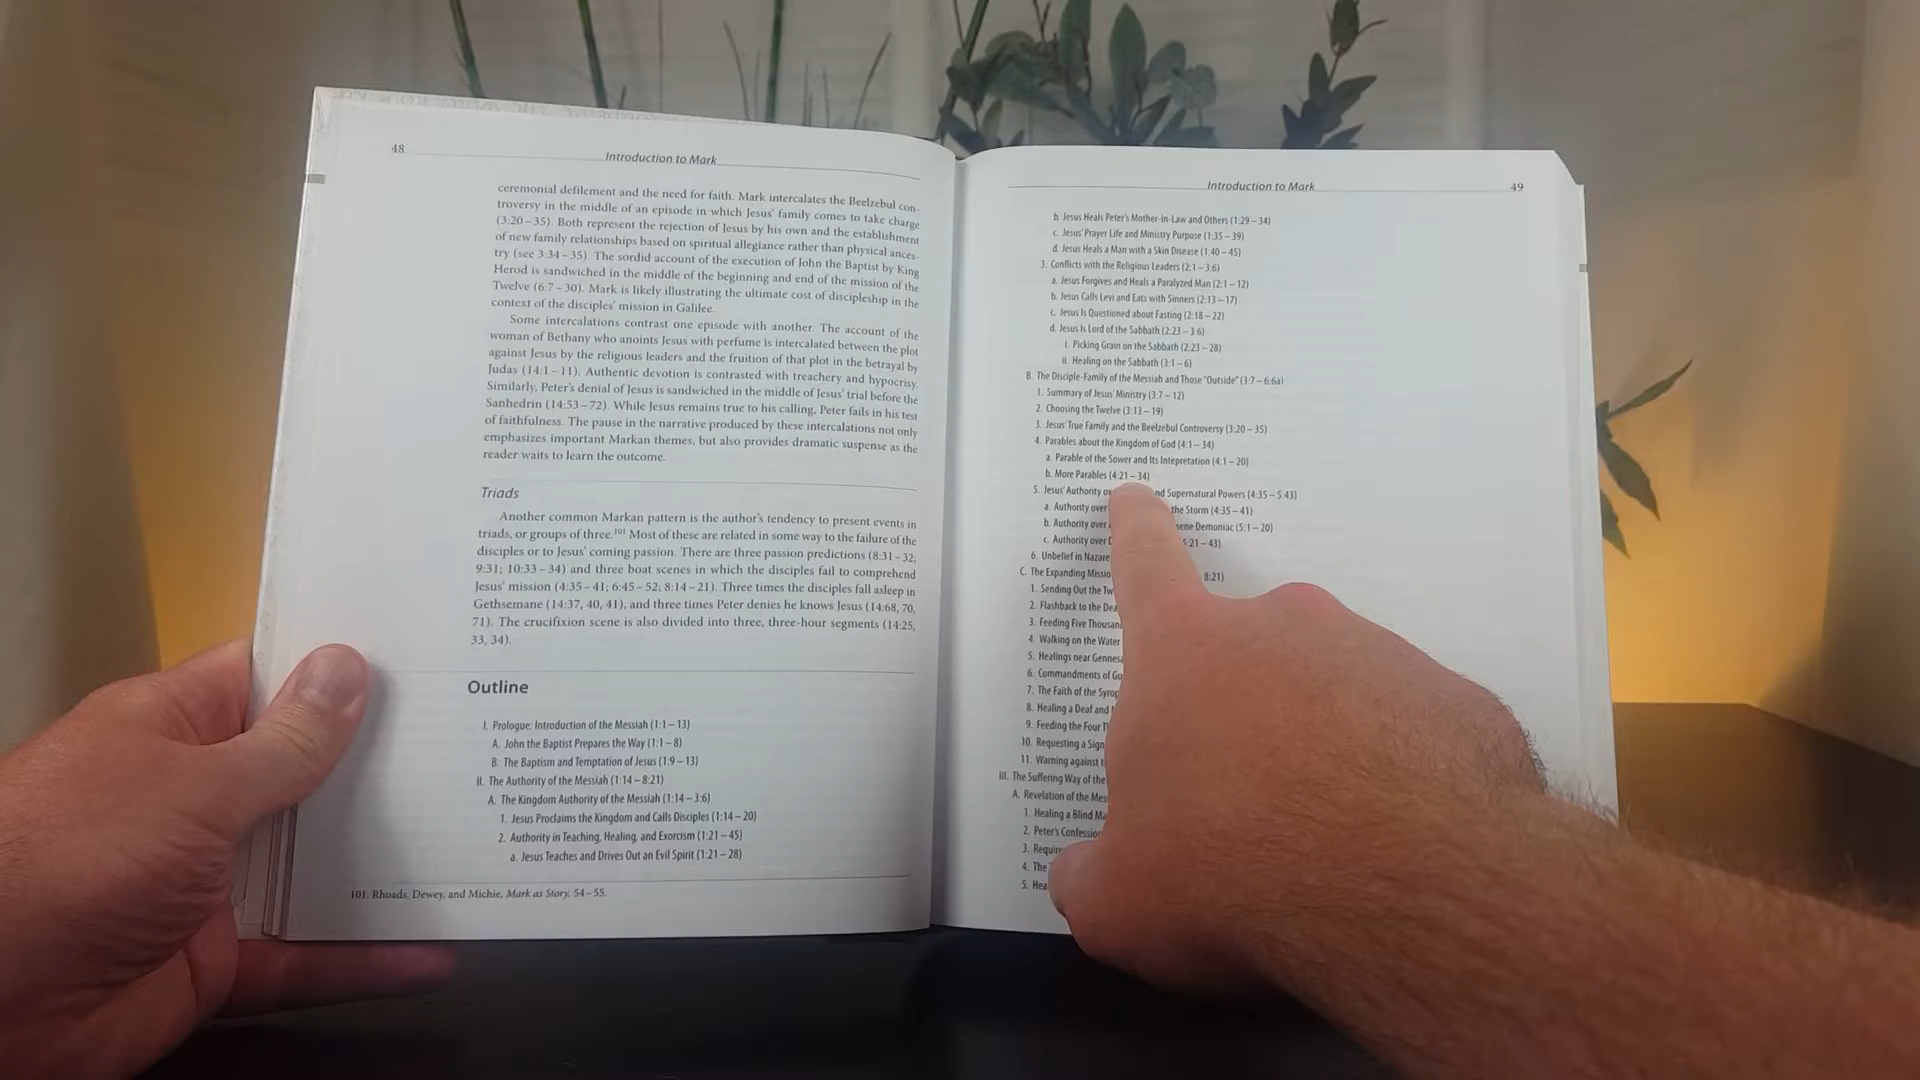 48
Introduction to Mark
ceremonial defilement and the need for faith. Mark intercalates the Beelzebul con-
troversy in the middle of an episode in which Jesus' family comes to take charge
(3:20–35). Both represent the rejection of Jesus by his own and the establishment
of new family relationships based on spiritual allegiance rather than physical ances-
try (see 3:34–35). The sordid account of the execution of John the Baptist by King
Herod is sandwiched in the middle of the beginning and end of the mission of the
Twelve (6:7–30). Mark is likely illustrating the ultimate cost of discipleship in the
context of the disciples' mission in Galilee.
Some intercalations contrast one episode with another. The account of the
woman of Bethany who anoints Jesus with perfume is intercalated between the plot
against Jesus by the religious leaders and the fruition of that plot in the betrayal by
Judas (14:1–11). Authentic devotion is contrasted with treachery and hypocrisy.
Similarly, Peter's denial of Jesus is sandwiched in the middle of Jesus' trial before the
Sanhedrin (14:53–72). While Jesus remains true to his calling, Peter fails in his test
of faithfulness. The pause in the narrative produced by these intercalations not only
emphasizes important Markan themes, but also provides dramatic suspense as the
reader waits to learn the outcome.
Triads
Another common Markan pattern is the author's tendency to present events in
triads, or groups of three.101 Most of these are related in some way to the failure of the
disciples or to Jesus' coming passion. There are three passion predictions (8:31–32;
9:31; 10:33–34) and three boat scenes in which the disciples fail to comprehend
Jesus' mission (4:35–41; 6:45–52; 8:14–21). Three times the disciples fall asleep in
Gethsemane (14:37, 40, 41), and three times Peter denies he knows Jesus (14:68, 70,
71). The crucifixion scene is also divided into three, three-hour segments (14:25,
33, 34).
Outline
I. Prologue: Introduction of the Messiah (1:1–13)
A. John the Baptist Prepares the Way (1:1–8)
B. The Baptism and Temptation of Jesus (1:9–13)
II. The Authority of the Messiah (1:14–8:21)
A. The Kingdom Authority of the Messiah (1:14–3:6)
1. Jesus Proclaims the Kingdom and Calls Disciples (1:14–20)
2. Authority in Teaching, Healing, and Exorcism (1:21–45)
a. Jesus Teaches and Drives Out an Evil Spirit (1:21–28)
101. Rhoads, Dewey, and Michie, Mark as Story, 54–55.
Introduction to Mark
49
b. Jesus Heals Peter's Mother-in-Law and Others (1:29–34)
c. Jesus' Prayer Life and Ministry Purpose (1:35–39)
d. Jesus Heals a Man with a Skin Disease (1:40–45)
3. Conflicts with the Religious Leaders (2:1–3:6)
a. Jesus Forgives and Heals a Paralyzed Man (2:1–12)
b. Jesus Calls Levi and Eats with Sinners (2:13–17)
c. Jesus Is Questioned about Fasting (2:18–22)
d. Jesus Is Lord of the Sabbath (2:23–3:6)
i. Picking Grain on the Sabbath (2:23–28)
ii. Healing on the Sabbath (3:1–6)
B. The Disciple-Family of the Messiah and Those "Outside" (3:7–6:6a)
1. Summary of Jesus' Ministry (3:7–12)
2. Choosing the Twelve (3:13–19)
3. Jesus' True Family and the Beelzebul Controversy (3:20–35)
4. Parables about the Kingdom of God (4:1–34)
a. Parable of the Sower and Its Intepretation (4:1–20)
b. More Parables (4:21–34)
5. Jesus' Authority nd Supernatural Powers (4:35–5:43)
a. Authority over the Storm (4:35–41)
b. Authority over sene Demoniac (5:1–20)
c. Authority over 5:21–43)
6. Unbelief in Nazare
C. The Expanding Missio 8:21)
1. Sending Out the Tw
2. Flashback to the Dea
3. Feeding Five Thousan
4. Walking on the Water
5. Healings near Gennes
6. Commandments of Go
7. The Faith of the Syrop
8. Healing a Deaf and
9. Feeding the Four T
10. Requesting a Sign
11. Warning against t
III. The Suffering Way of the
A. Revelation of the Mes
1. Healing a Blind Ma
2. Peter's Confessio
3. Requir
4. The
5. Hea